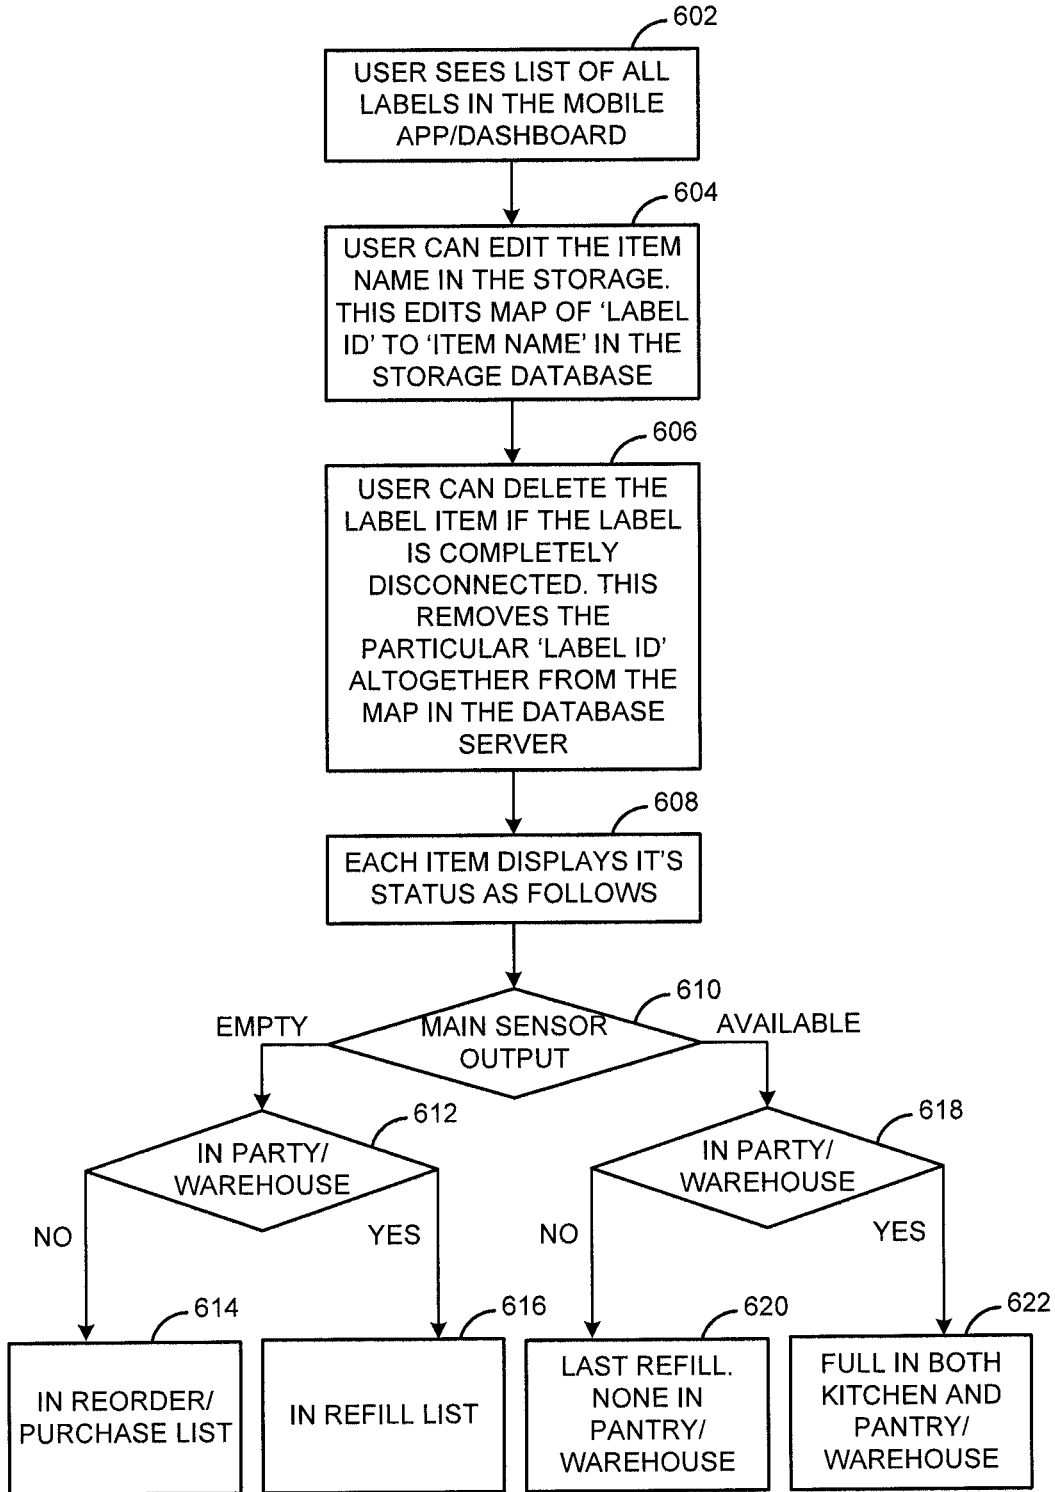 602
USER SEES LIST OF ALL
LABELS IN THE MOBILE
APP/DASHBOARD
604
USER CAN EDIT THE ITEM
NAME IN THE STORAGE.
THIS EDITS MAP OF ‘LABEL
ID’ TO ‘ITEM NAME’ IN THE
STORAGE DATABASE
606
USER CAN DELETE THE
LABEL ITEM IF THE LABEL
IS COMPLETELY
DISCONNECTED. THIS
REMOVES THE
PARTICULAR ‘LABEL ID’
ALTOGETHER FROM THE
MAP IN THE DATABASE
SERVER
608
EACH ITEM DISPLAYS IT’S
STATUS AS FOLLOWS
610
EMPTY
MAIN SENSOR
OUTPUT
AVAILABLE
612
IN PARTY/
WAREHOUSE
618
IN PARTY/
WAREHOUSE
NO
YES
NO
YES
614
IN REORDER/
PURCHASE LIST
616
IN REFILL LIST
620
LAST REFILL.
NONE IN
PANTRY/
WAREHOUSE
622
FULL IN BOTH
KITCHEN AND
PANTRY/
WAREHOUSE